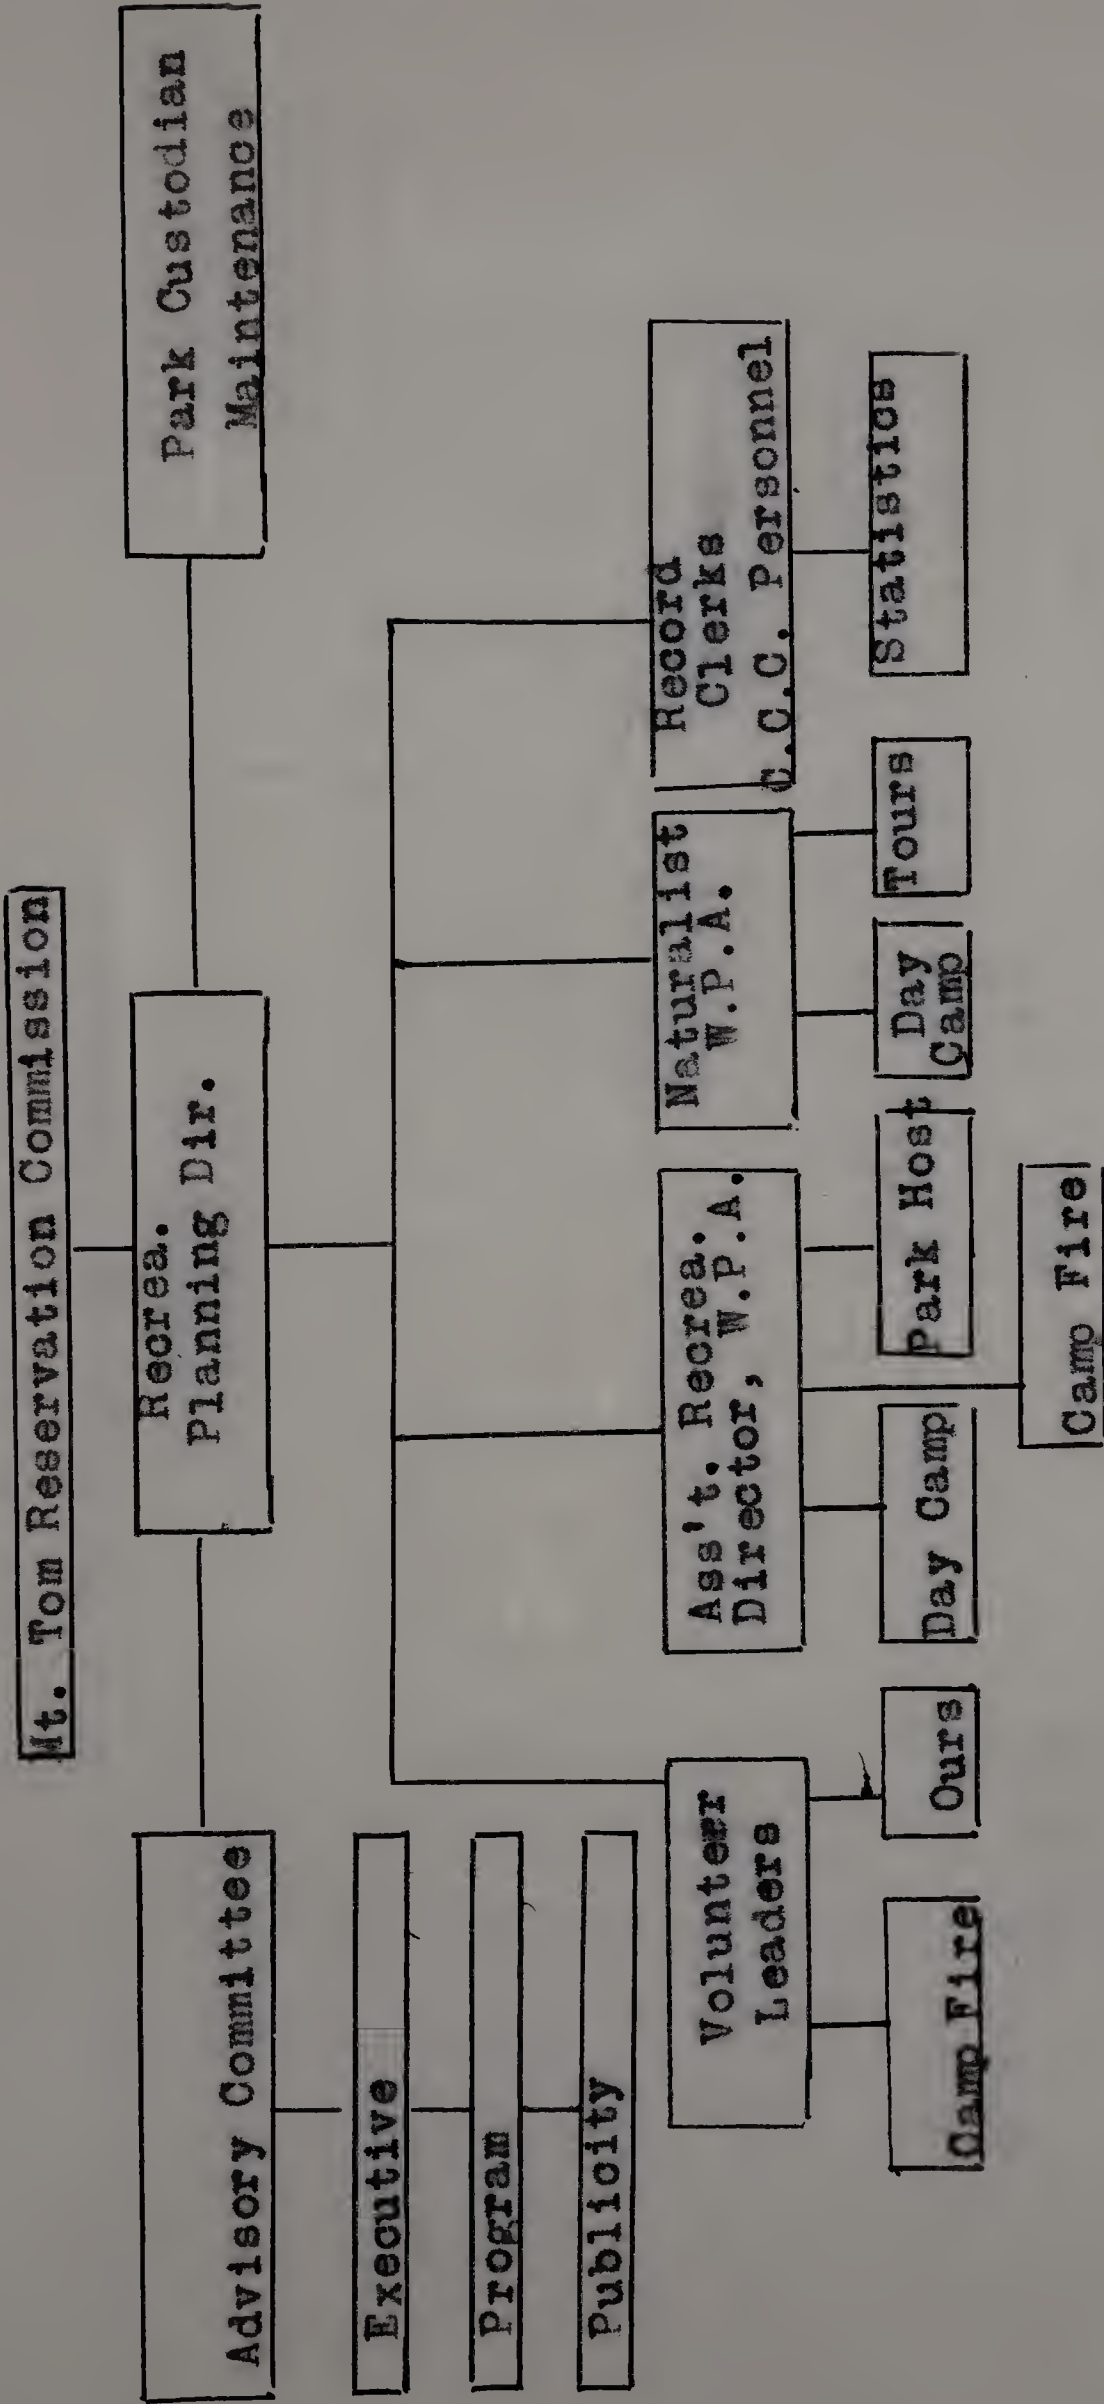 Mt. Tom Reservation Commission
Advisory Committee
Recrea.
Planning Dir.
Park Custodian
Maintenance
Executive
Program
Publicity
Volunteer
Leaders
Ass't. Recrea.
Director, W.P.A.
Naturalist
W.P.A.
Record
Clerks
C.C.C. Personnel
Camp Fire
Ours
Day Camp
Park Host
Day
Camp
Tours
Statistics
Camp Fire